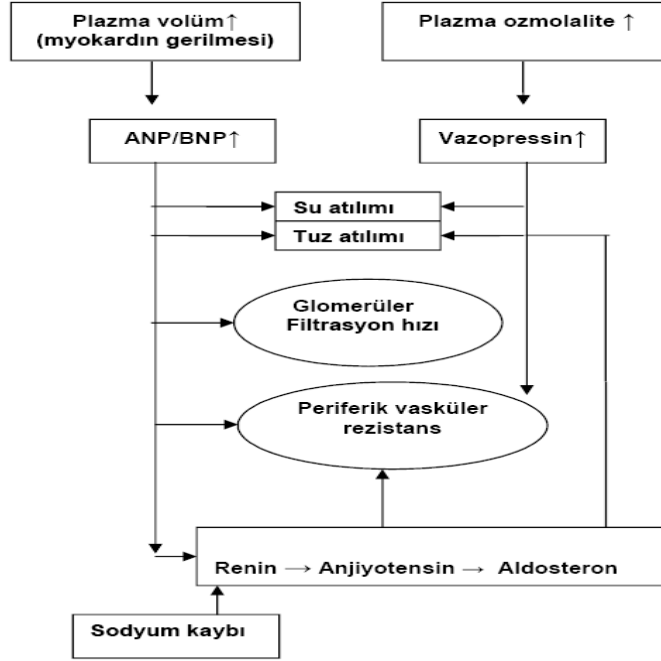 Plazma volüm↑
(myokardın gerilmesi)
Plazma ozmolalite ↑
ANP/BNP↑
Vazopressin↑
Su atılımı
Tuz atılımı
Glomerüler
Filtrasyon hızı
Periferik vasküler
rezistans
Renin → Anjiyotensin → Aldosteron
Sodyum kaybı